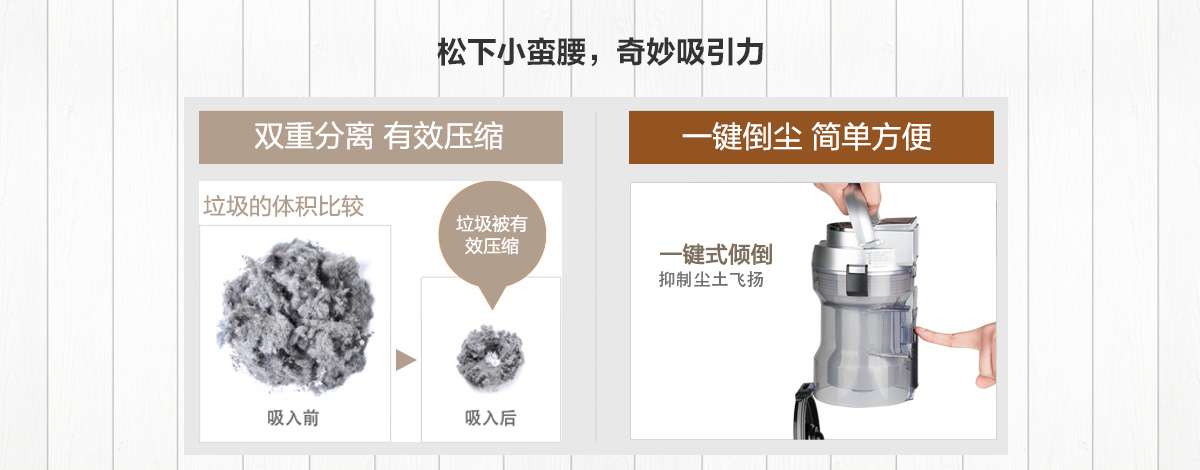 松下小蛮腰，奇妙吸引力
双重分离 有效压缩
垃圾的体积比较
垃圾被有
效压缩
吸入前
吸入后
一键倒尘 简单方便
一键式倾倒
抑制尘土飞扬